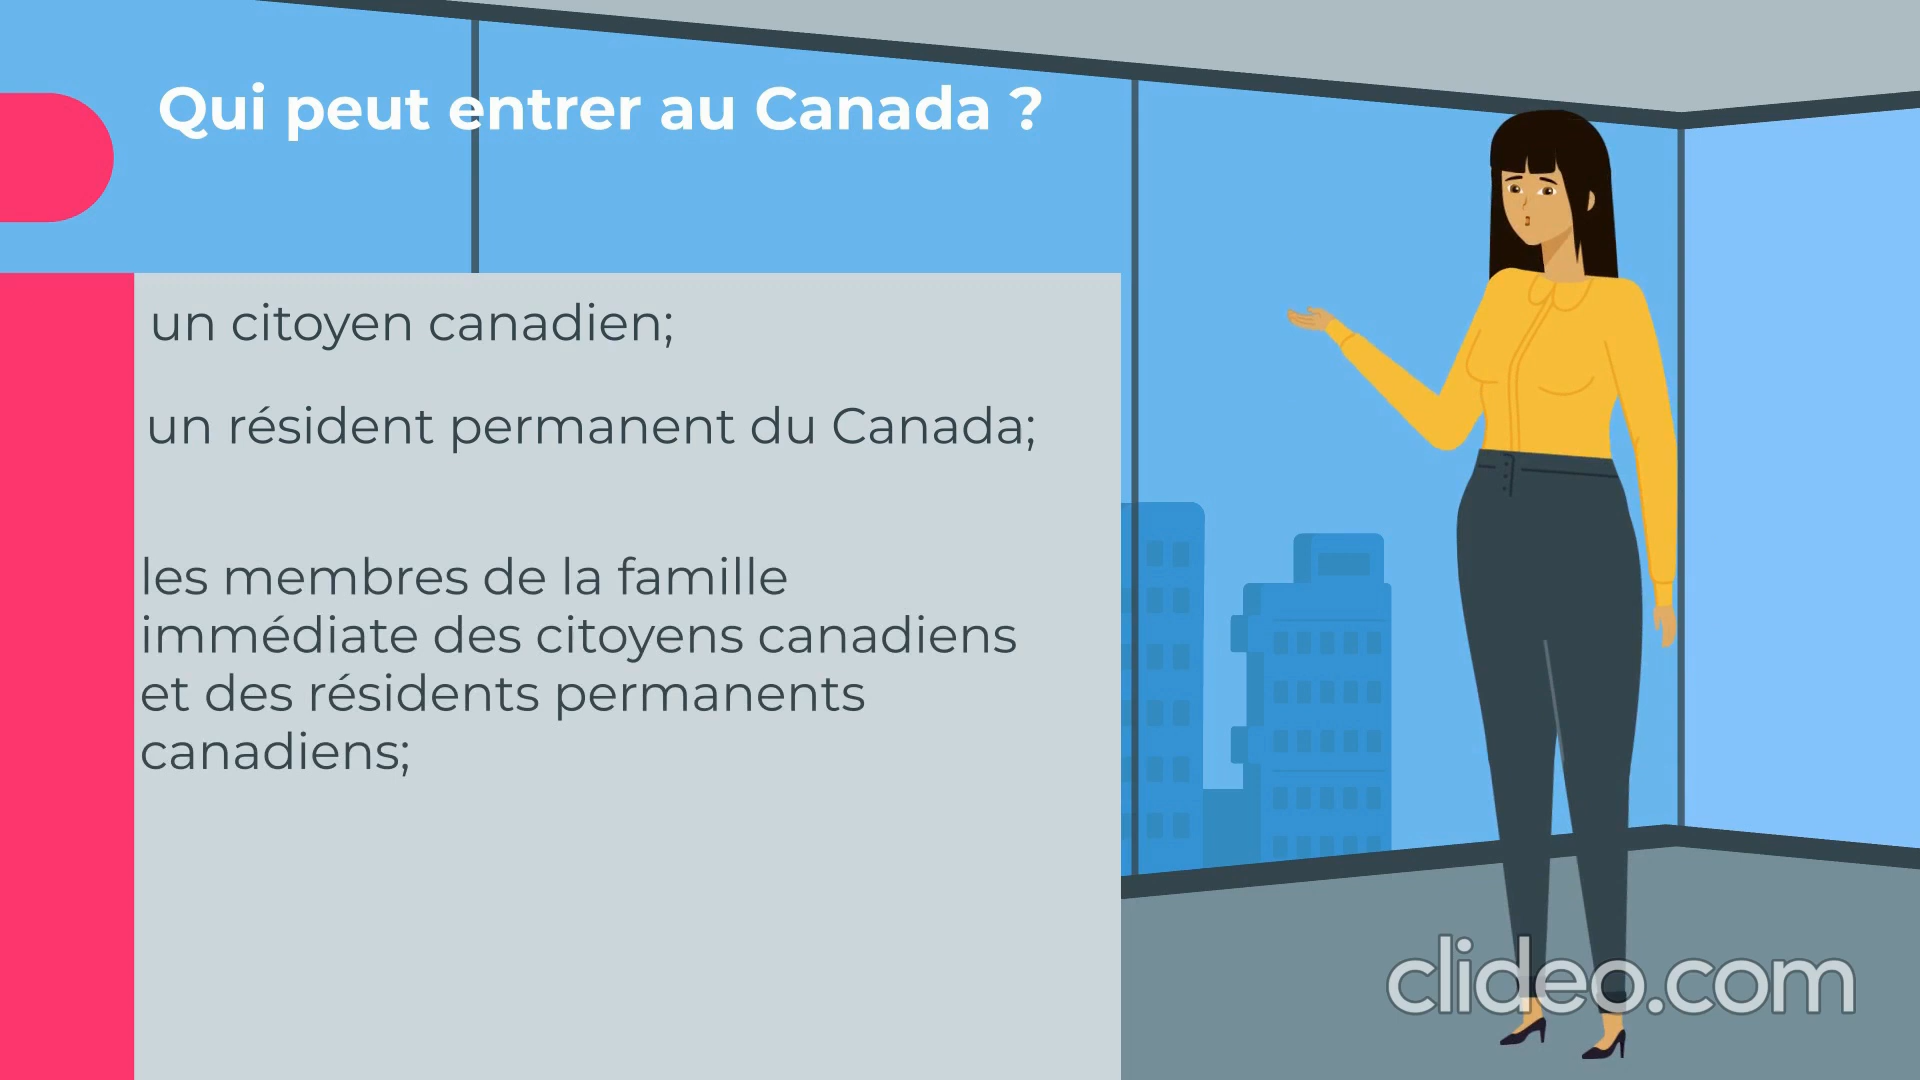 Qui peut entrer au Canada ?
un citoyen canadien;
un résident permanent du Canada;
les membres de la famille
immédiate des citoyens canadiens
et des résidents permanents
canadiens;
clideo.com